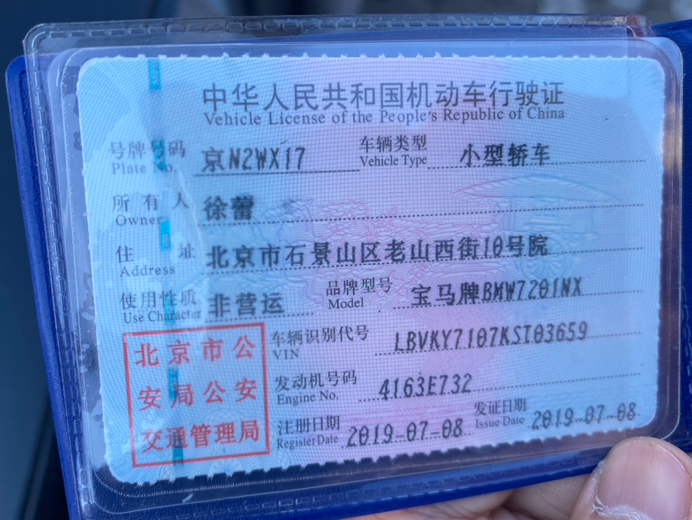 中华人民共和国机动车行驶证
Vehicle License of the People's Republic of China
号牌号码 京N2WX17 车辆类型 小型轿车
Plate No. Vehicle Type
所有人 徐蕾
Owner
住址 北京市石景山区老山西街10号院
Address
使用性质 非营运 品牌型号 宝马牌BMW7201NX
Use Character Model
北京市公安局公安交通管理局
车辆识别代号 LBVKY7107KST03659
VIN
发动机号码 4163E732
Engine No.
注册日期 2019-07-08 发证日期 2019-07-08
Register Date Issue Date